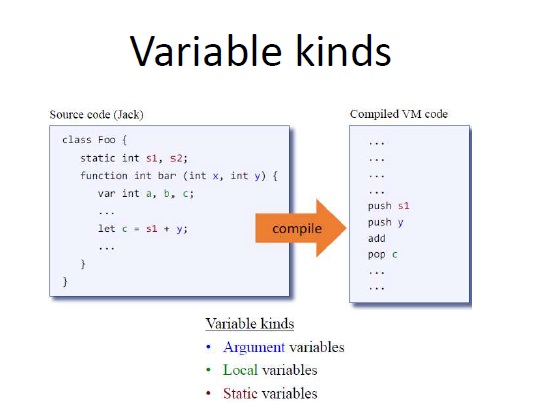 Variable kinds
Source code (Jack)
class Foo {
static int s1, s2;
function int bar (int x, int y) {
var int a, b, c;
...
let c = s1 + y;
...
}
}
compile
Compiled VM code
...
...
...
...
push s1
push y
add
pop c
...
...
Variable kinds
• Argument variables
• Local variables
• Static variables